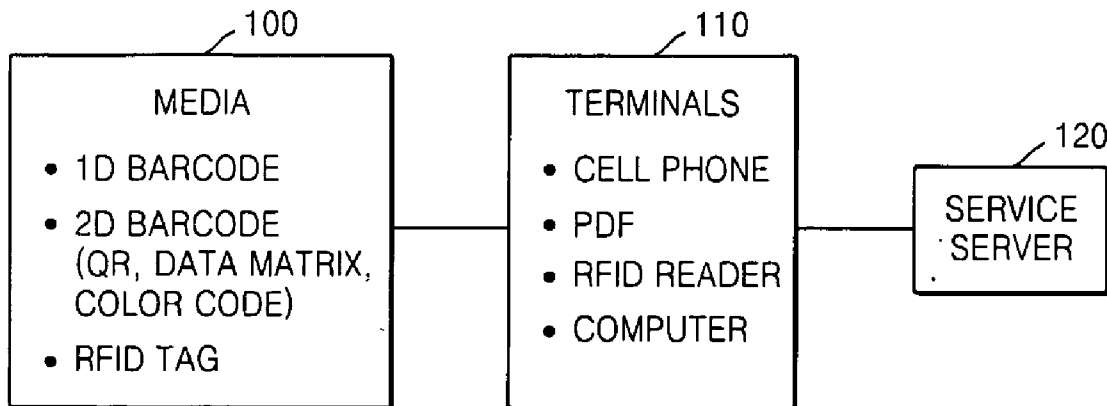 100
MEDIA
• 1D BARCODE
• 2D BARCODE
(QR, DATA MATRIX,
COLOR CODE)
• RFID TAG
110
TERMINALS
• CELL PHONE
• PDF
• RFID READER
• COMPUTER
120
SERVICE
SERVER